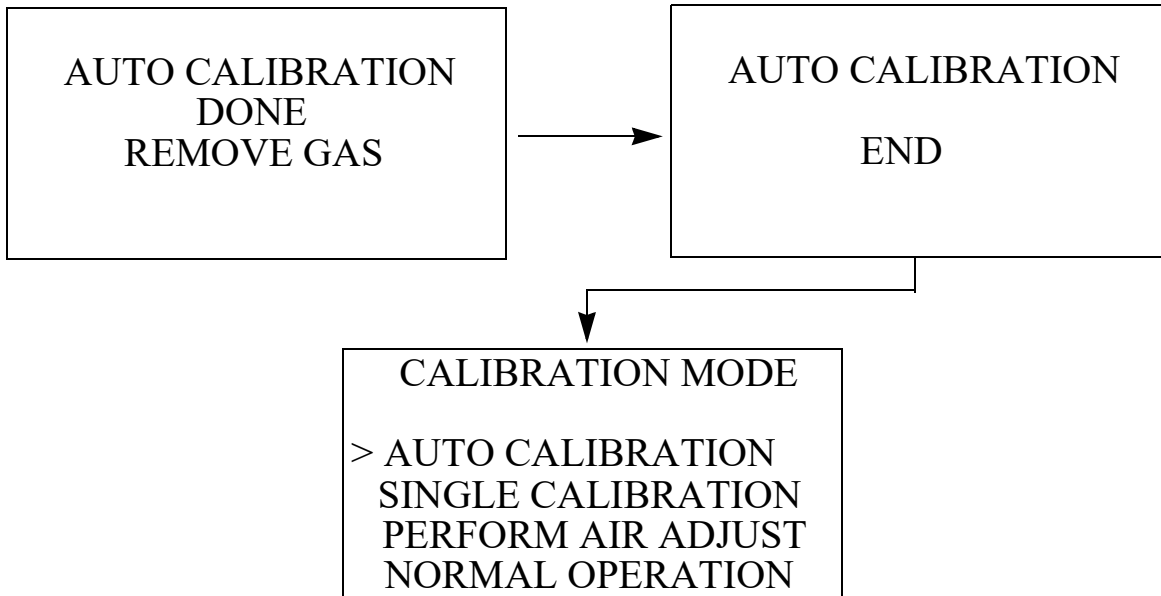 AUTO CALIBRATION
DONE
REMOVE GAS
AUTO CALIBRATION
END
CALIBRATION MODE
> AUTO CALIBRATION
SINGLE CALIBRATION
PERFORM AIR ADJUST
NORMAL OPERATION